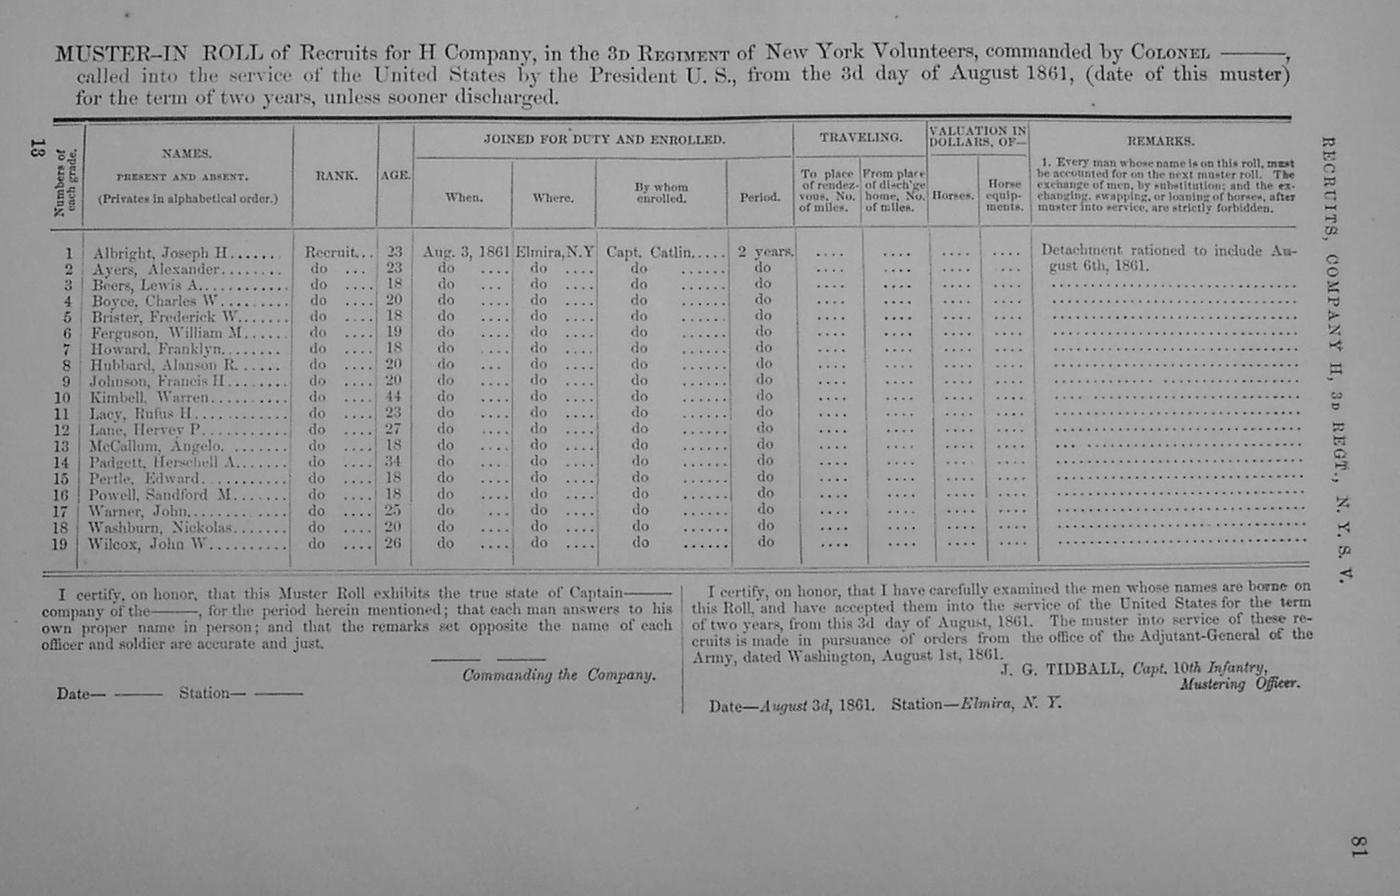 MUSTER-IN ROLL of Recruits for H Company, in the 3D REGIMENT of New York Volunteers, commanded by COLONEL ———,
called into the service of the United States by the President U. S., from the 3d day of August 1861, (date of this muster)
for the term of two years, unless sooner discharged.
13
Numbers of each grade.
NAMES.
PRESENT AND ABSENT.
(Privates in alphabetical order.)
RANK.
AGE.
JOINED FOR DUTY AND ENROLLED.
When.
Where.
By whom enrolled.
Period.
TRAVELING.
To place of rendezvous, No. of miles.
From place of disch'ge home, No. of miles.
VALUATION IN DOLLARS, OF—
Horses.
Horse equipments.
REMARKS.
1. Every man whose name is on this roll, must
be accounted for on the next muster roll. The
exchange of men, by substitution; and the ex-
changing, swapping, or loaning of horses, after
muster into service, are strictly forbidden.
1 Albright, Joseph H....... Recruit... 23 Aug. 3, 1861 Elmira,N.Y Capt. Catlin..... 2 years. .... .... .... .... Detachment rationed to include Au-
2 Ayers, Alexander........ do ... 23 do ... do .... do ...... do .... .... .... .... gust 6th, 1861.
3 Beers, Lewis A............ do .... 18 do .... do .... do ...... do .... .... .... ....
4 Boyce, Charles W......... do .... 20 do .... do .... do ...... do .... .... .... ....
5 Brister, Frederick W....... do .... 18 do .... do .... do ...... do .... .... .... ....
6 Ferguson, William M...... do .... 19 do .... do .... do ...... do .... .... .... ....
7 Howard, Franklyn........ do .... 18 do .... do .... do ...... do .... .... .... ....
8 Hubbard, Alanson R...... do .... 20 do .... do .... do ...... do .... .... .... ....
9 Johnson, Francis H........ do .... 20 do .... do .... do ...... do .... .... .... ....
10 Kimbell, Warren.......... do .... 44 do .... do .... do ...... do .... .... .... ....
11 Lacy, Rufus H............ do .... 23 do .... do .... do ...... do .... .... .... ....
12 Lane, Hervey P........... do .... 27 do .... do .... do ...... do .... .... .... ....
13 McCallum, Angelo. ....... do .... 18 do .... do .... do ...... do .... .... .... ....
14 Padgett, Herschell A....... do .... 34 do .... do .... do ...... do .... .... .... ....
15 Pertle, Edward............ do .... 18 do .... do .... do ...... do .... .... .... ....
16 Powell, Sandford M....... do .... 18 do .... do .... do ...... do .... .... .... ....
17 Warner, John............. do .... 25 do .... do .... do ...... do .... .... .... ....
18 Washburn, Nickolas....... do .... 20 do .... do .... do ...... do .... .... .... ....
19 Wilcox, John W.......... do .... 26 do .... do .... do ...... do .... .... .... ....
I certify, on honor, that this Muster Roll exhibits the true state of Captain———
company of the———, for the period herein mentioned; that each man answers to his
own proper name in person; and that the remarks set opposite the name of each
officer and soldier are accurate and just.
——— ———
Commanding the Company.
Date— ——— Station— ———
I certify, on honor, that I have carefully examined the men whose names are borne on
this Roll, and have accepted them into the service of the United States for the term
of two years, from this 3d day of August, 1861. The muster into service of these re-
cruits is made in pursuance of orders from the office of the Adjutant-General of the
Army, dated Washington, August 1st, 1861.
J. G. TIDBALL, Capt. 10th Infantry,
Mustering Officer.
Date—August 3d, 1861. Station—Elmira, N. Y.
RECRUITS, COMPANY H, 3D REGT., N. Y. S. V.
81